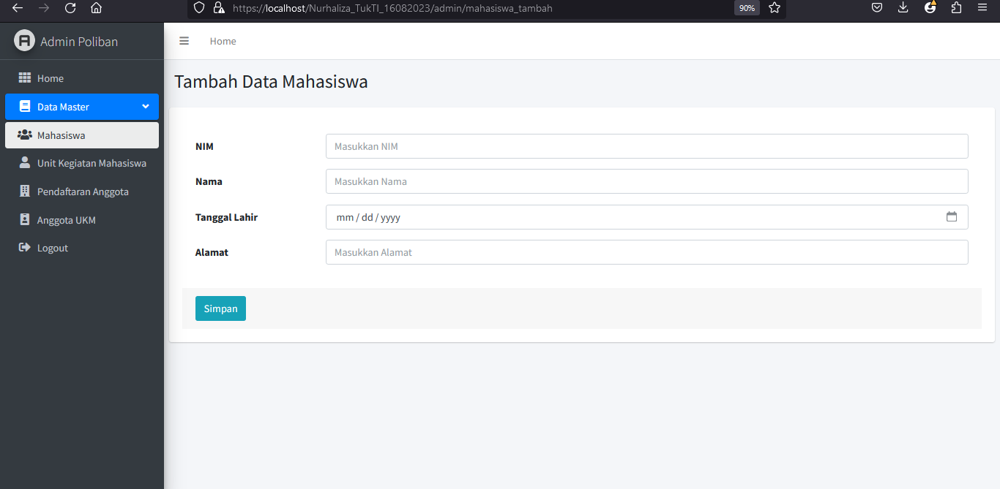 https://localhost/Nurhaliza_TukTI_16082023/admin/mahasiswa_tambah
90%
Admin Poliban
Home
Home
Data Master
Mahasiswa
Unit Kegiatan Mahasiswa
Pendaftaran Anggota
Anggota UKM
Logout
Tambah Data Mahasiswa
NIM
Masukkan NIM
Nama
Masukkan Nama
Tanggal Lahir
mm / dd / yyyy
Alamat
Masukkan Alamat
Simpan